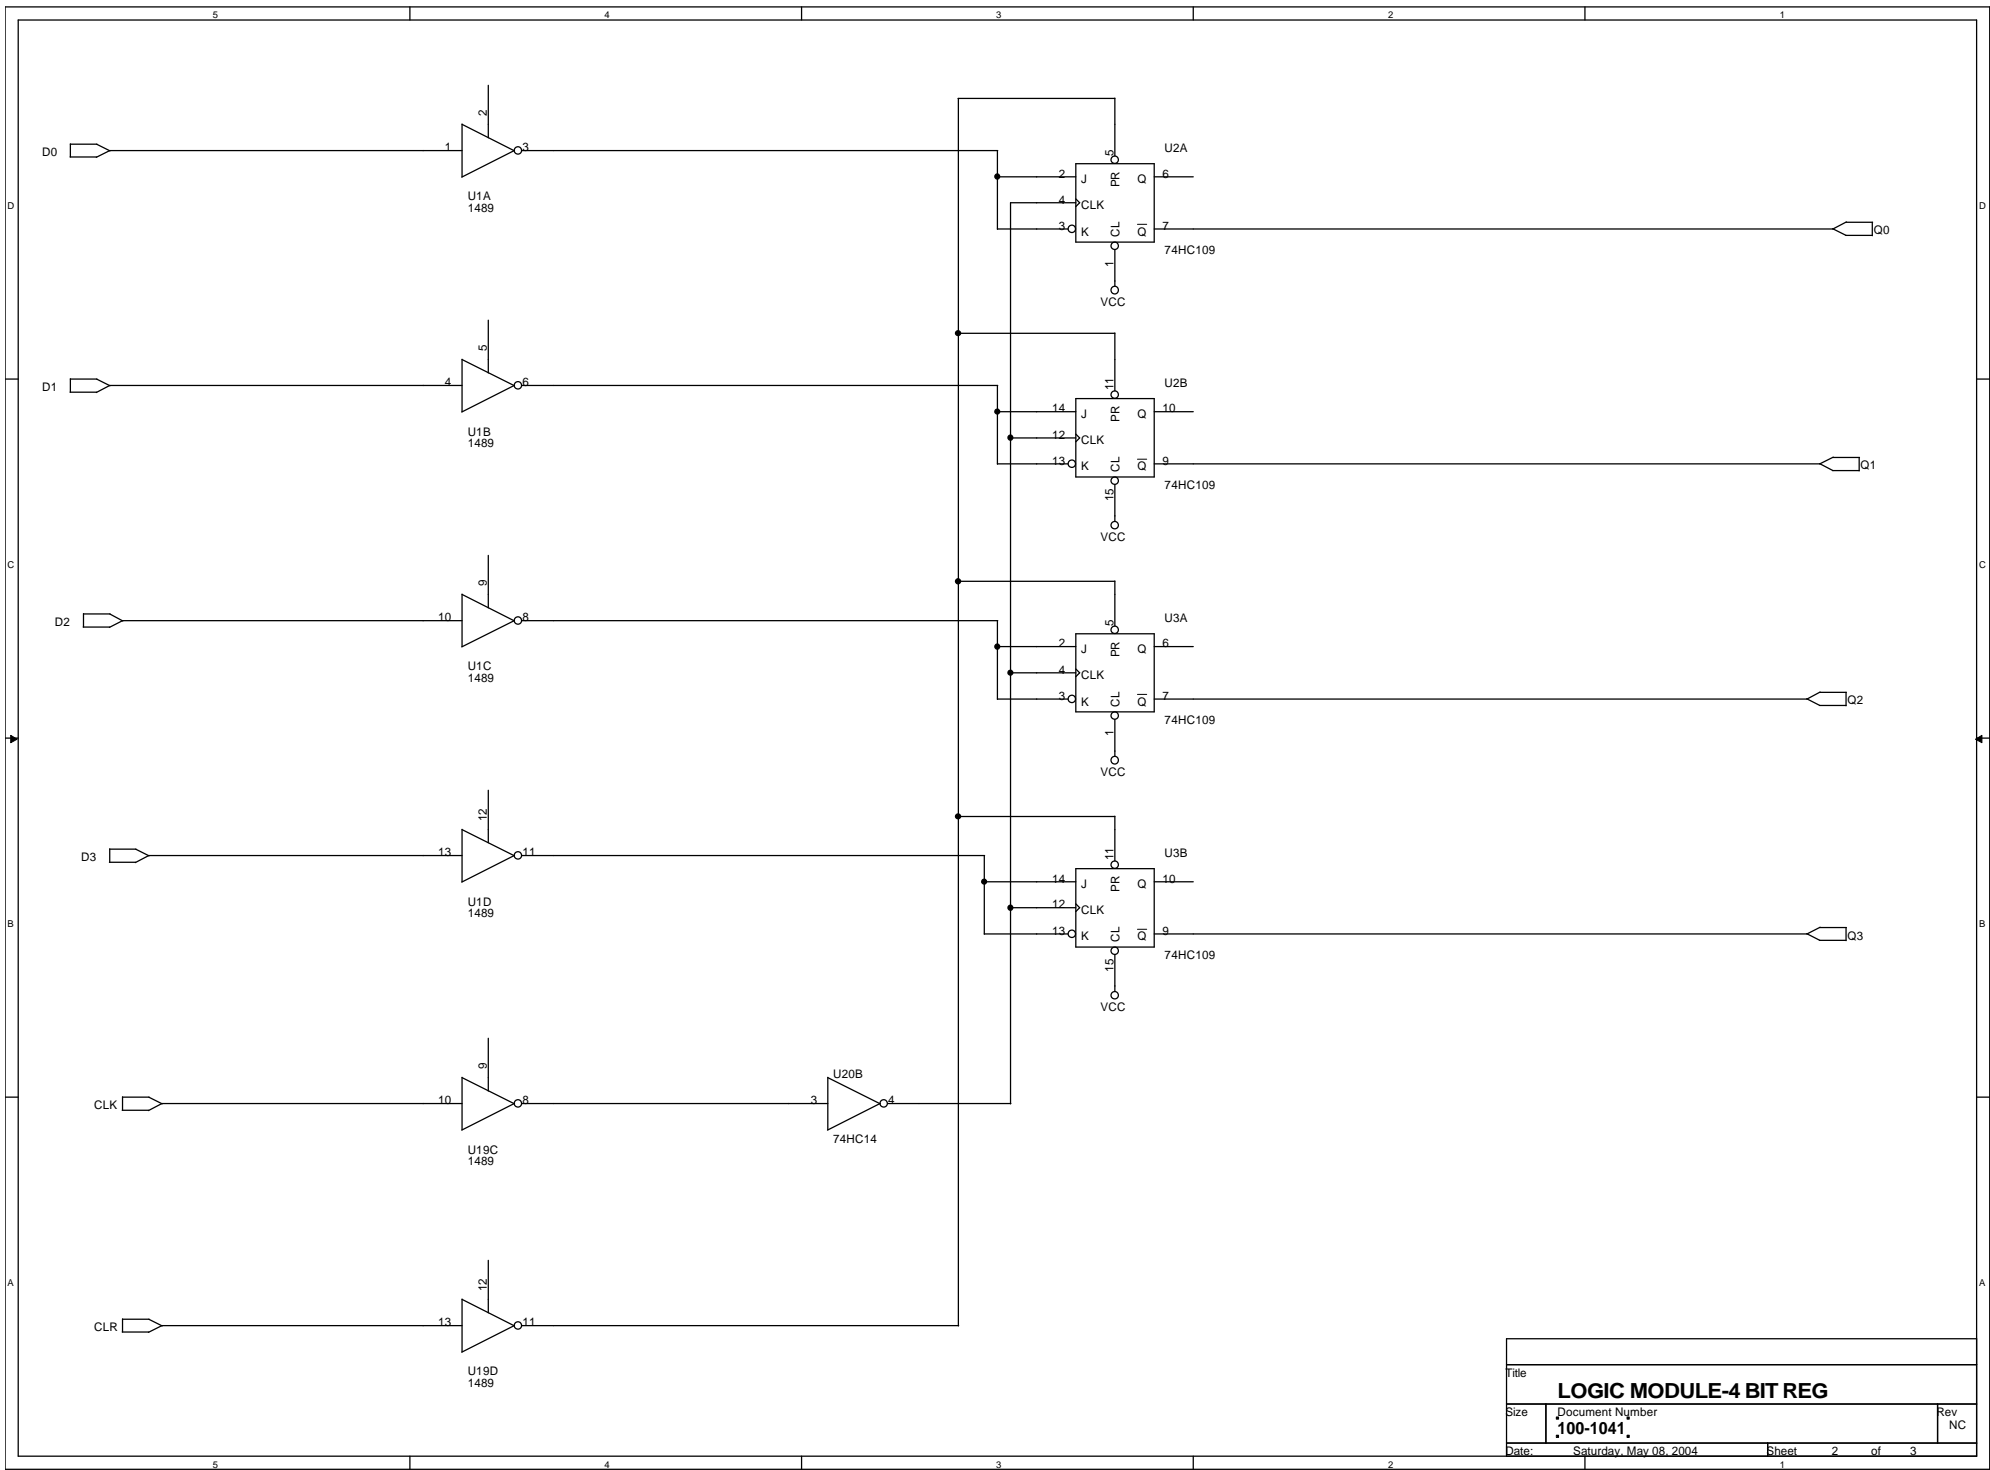 5 4 3 2 1
2
D0 1 3
U1A
1489
5
U2A
2 J PR Q 6
4 CLK
3 K CL Q 7
Q0
74HC109
1
VCC
D D
5
D1 4 6
U1B
1489
11
U2B
14 J PR Q 10
12 CLK
13 K CL Q 9
Q1
74HC109
15
VCC
9
D2 10 8
U1C
1489
5
U3A
2 J PR Q 6
4 CLK
3 K CL Q 7
Q2
74HC109
1
VCC
C C
12
D3 13 11
U1D
1489
11
U3B
14 J PR Q 10
12 CLK
13 K CL Q 9
Q3
74HC109
15
VCC
B B
9
CLK 10 8
U19C
1489
U20B
3 4
74HC14
12
CLR 13 11
U19D
1489
A A
Title
LOGIC MODULE-4 BIT REG
Size Document Number Rev
100-1041 NC
Date: Saturday, May 08, 2004 Sheet 2 of 3
5 4 3 2 1